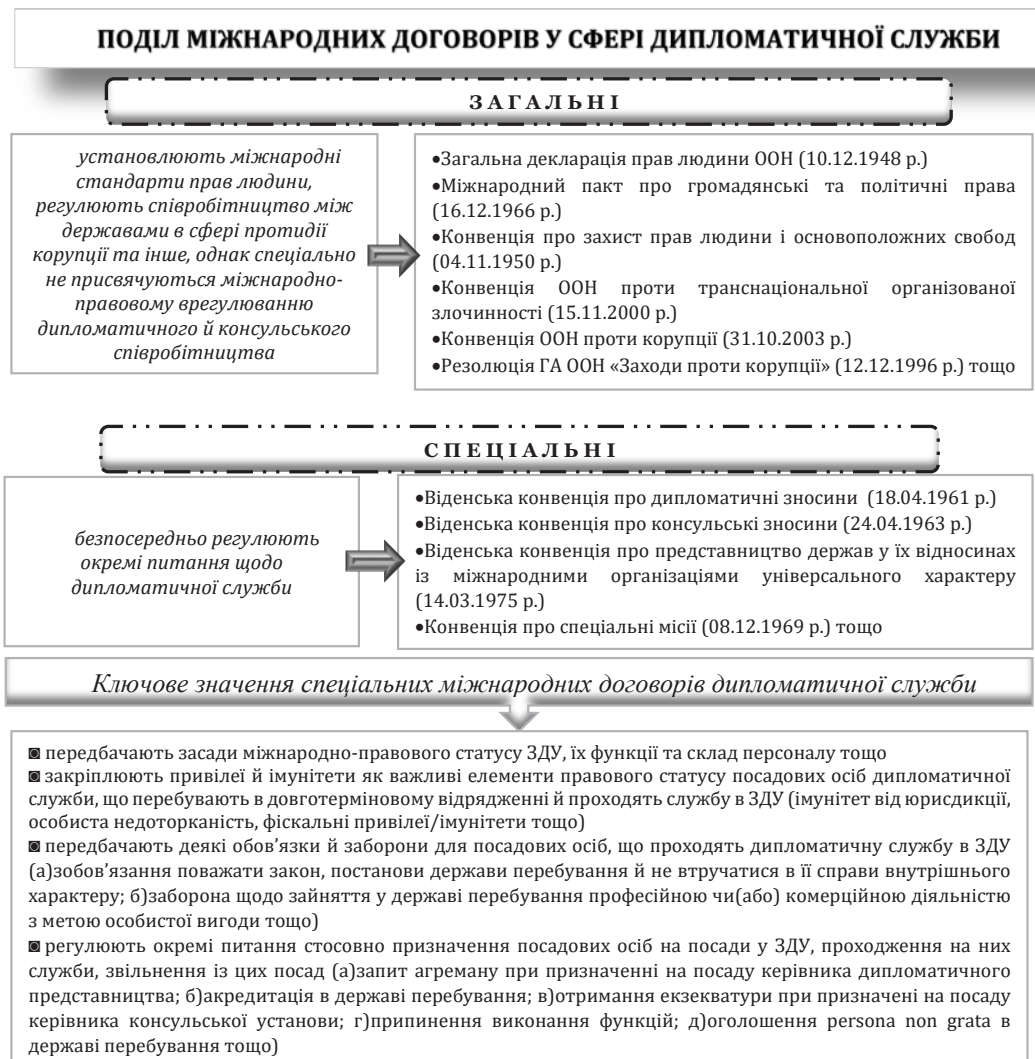 ПОДІЛ МІЖНАРОДНИХ ДОГОВОРІВ У СФЕРІ ДИПЛОМАТИЧНОЇ СЛУЖБИ
ЗАГАЛЬНІ
установлюють міжнародні
стандарти прав людини,
регулюють співробітництво між
державами в сфері протидії
корупції та інше, однак спеціально
не присвячуються міжнародно-
правовому врегулюванню
дипломатичного й консульського
співробітництва
•Загальна декларація прав людини ООН (10.12.1948 р.)
•Міжнародний пакт про громадянські та політичні права
(16.12.1966 р.)
•Конвенція про захист прав людини і основоположних свобод
(04.11.1950 р.)
•Конвенція ООН проти транснаціональної організованої
злочинності (15.11.2000 р.)
•Конвенція ООН проти корупції (31.10.2003 р.)
•Резолюція ГА ООН «Заходи проти корупції» (12.12.1996 р.) тощо
СПЕЦІАЛЬНІ
безпосередньо регулюють
окремі питання щодо
дипломатичної служби
•Віденська конвенція про дипломатичні зносини (18.04.1961 р.)
•Віденська конвенція про консульські зносини (24.04.1963 р.)
•Віденська конвенція про представництво держав у їх відносинах
із міжнародними організаціями універсального характеру
(14.03.1975 р.)
•Конвенція про спеціальні місії (08.12.1969 р.) тощо
Ключове значення спеціальних міжнародних договорів дипломатичної служби
◙ передбачають засади міжнародно-правового статусу ЗДУ, їх функції та склад персоналу тощо
◙ закріплюють привілеї й імунітети як важливі елементи правового статусу посадових осіб дипломатичної
служби, що перебувають в довготерміновому відрядженні й проходять службу в ЗДУ (імунітет від юрисдикції,
особиста недоторканість, фіскальні привілеї/імунітети тощо)
◙ передбачають деякі обов’язки й заборони для посадових осіб, що проходять дипломатичну службу в ЗДУ
(а)зобов’язання поважати закон, постанови держави перебування й не втручатися в її справи внутрішнього
характеру; б)заборона щодо зайняття у державі перебування професійною чи(або) комерційною діяльністю
з метою особистої вигоди тощо)
◙ регулюють окремі питання стосовно призначення посадових осіб на посади у ЗДУ, проходження на них
служби, звільнення із цих посад (а)запит агреману при призначенні на посаду керівника дипломатичного
представництва; б)акредитація в державі перебування; в)отримання екзекватури при призначені на посаду
керівника консульської установи; г)припинення виконання функцій; д)оголошення persona non grata в
державі перебування тощо)